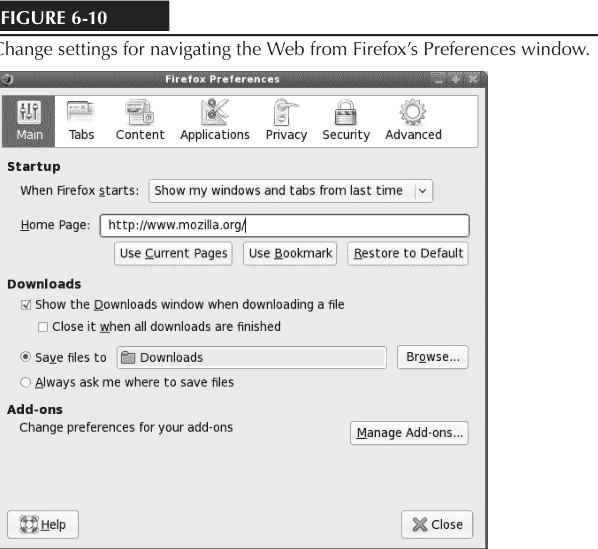 FIGURE 6-10
Change settings for navigating the Web from Firefox's Preferences window.
Firefox Preferences
Main Tabs Content Applications Privacy Security Advanced
Startup
When Firefox starts: Show my windows and tabs from last time
Home Page: http://www.mozilla.org/
Use Current Pages Use Bookmark Restore to Default
Downloads
Show the Downloads window when downloading a file
Close it when all downloads are finished
Save files to Downloads Browse...
Always ask me where to save files
Add-ons
Change preferences for your add-ons
Manage Add-ons...
Help Close